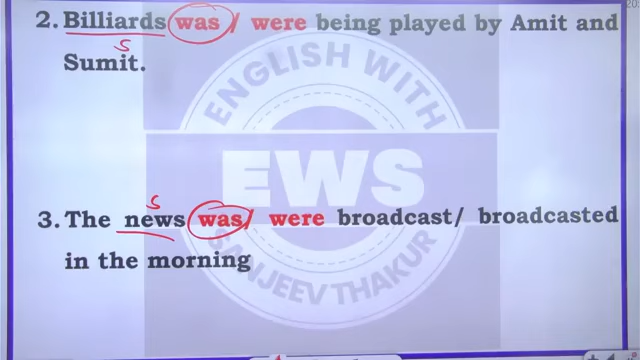 2. Billiards was / were being played by Amit and
S
Sumit.
ENGLISH WITH
EWS
S
3. The news was/ were broadcast/ broadcasted
in the morning
SANJEEV THAKUR